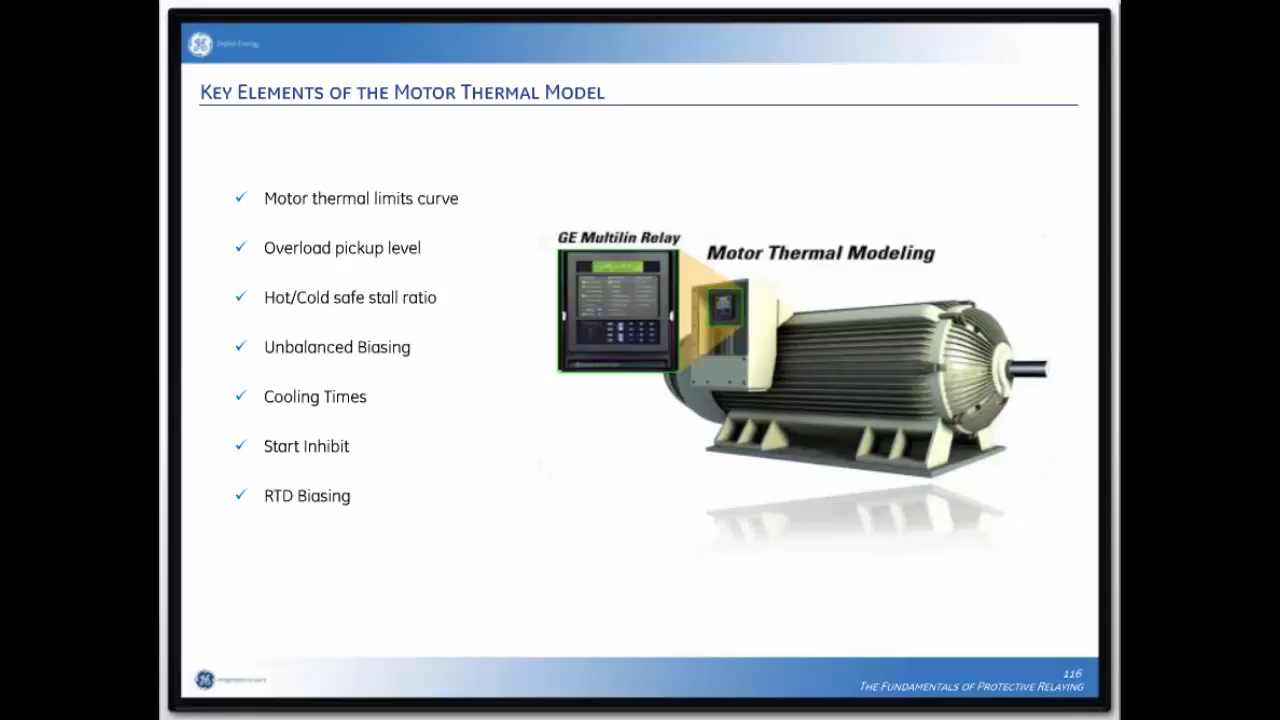 Digital Energy
KEY ELEMENTS OF THE MOTOR THERMAL MODEL
Motor thermal limits curve
Overload pickup level
Hot/Cold safe stall ratio
Unbalanced Biasing
Cooling Times
Start Inhibit
RTD Biasing
GE Multilin Relay
Motor Thermal Modeling
116
THE FUNDAMENTALS OF PROTECTIVE RELAYING